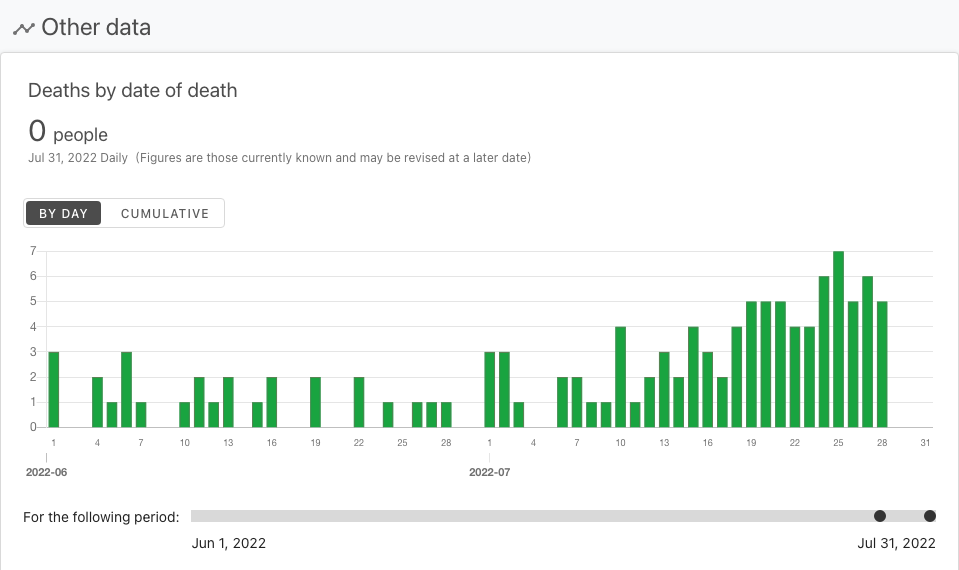 Other data
Deaths by date of death
0 people
Jul 31, 2022 Daily (Figures are those currently known and may be revised at a later date)
BY DAY CUMULATIVE
7
6
5
4
3
2
1
0
1 4 7 10 13 16 19 22 25 28 1 4 7 10 13 16 19 22 25 28 31
2022-06 2022-07
For the following period:
Jun 1, 2022 Jul 31, 2022